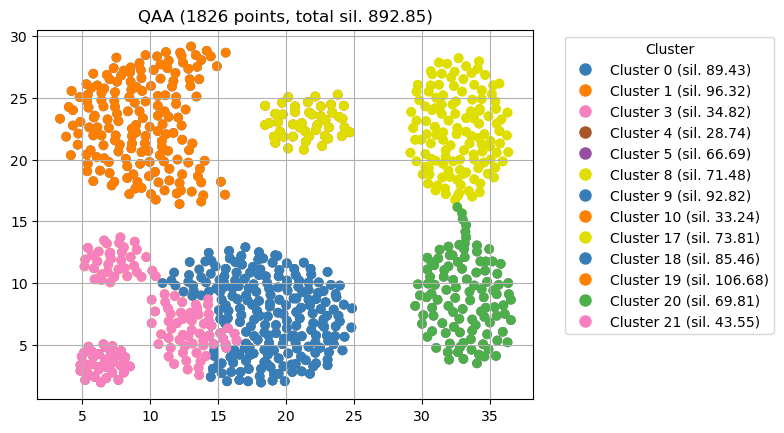 QAA (1826 points, total sil. 892.85)
30
25
20
15
10
5
5 10 15 20 25 30 35
Cluster
Cluster 0 (sil. 89.43)
Cluster 1 (sil. 96.32)
Cluster 3 (sil. 34.82)
Cluster 4 (sil. 28.74)
Cluster 5 (sil. 66.69)
Cluster 8 (sil. 71.48)
Cluster 9 (sil. 92.82)
Cluster 10 (sil. 33.24)
Cluster 17 (sil. 73.81)
Cluster 18 (sil. 85.46)
Cluster 19 (sil. 106.68)
Cluster 20 (sil. 69.81)
Cluster 21 (sil. 43.55)